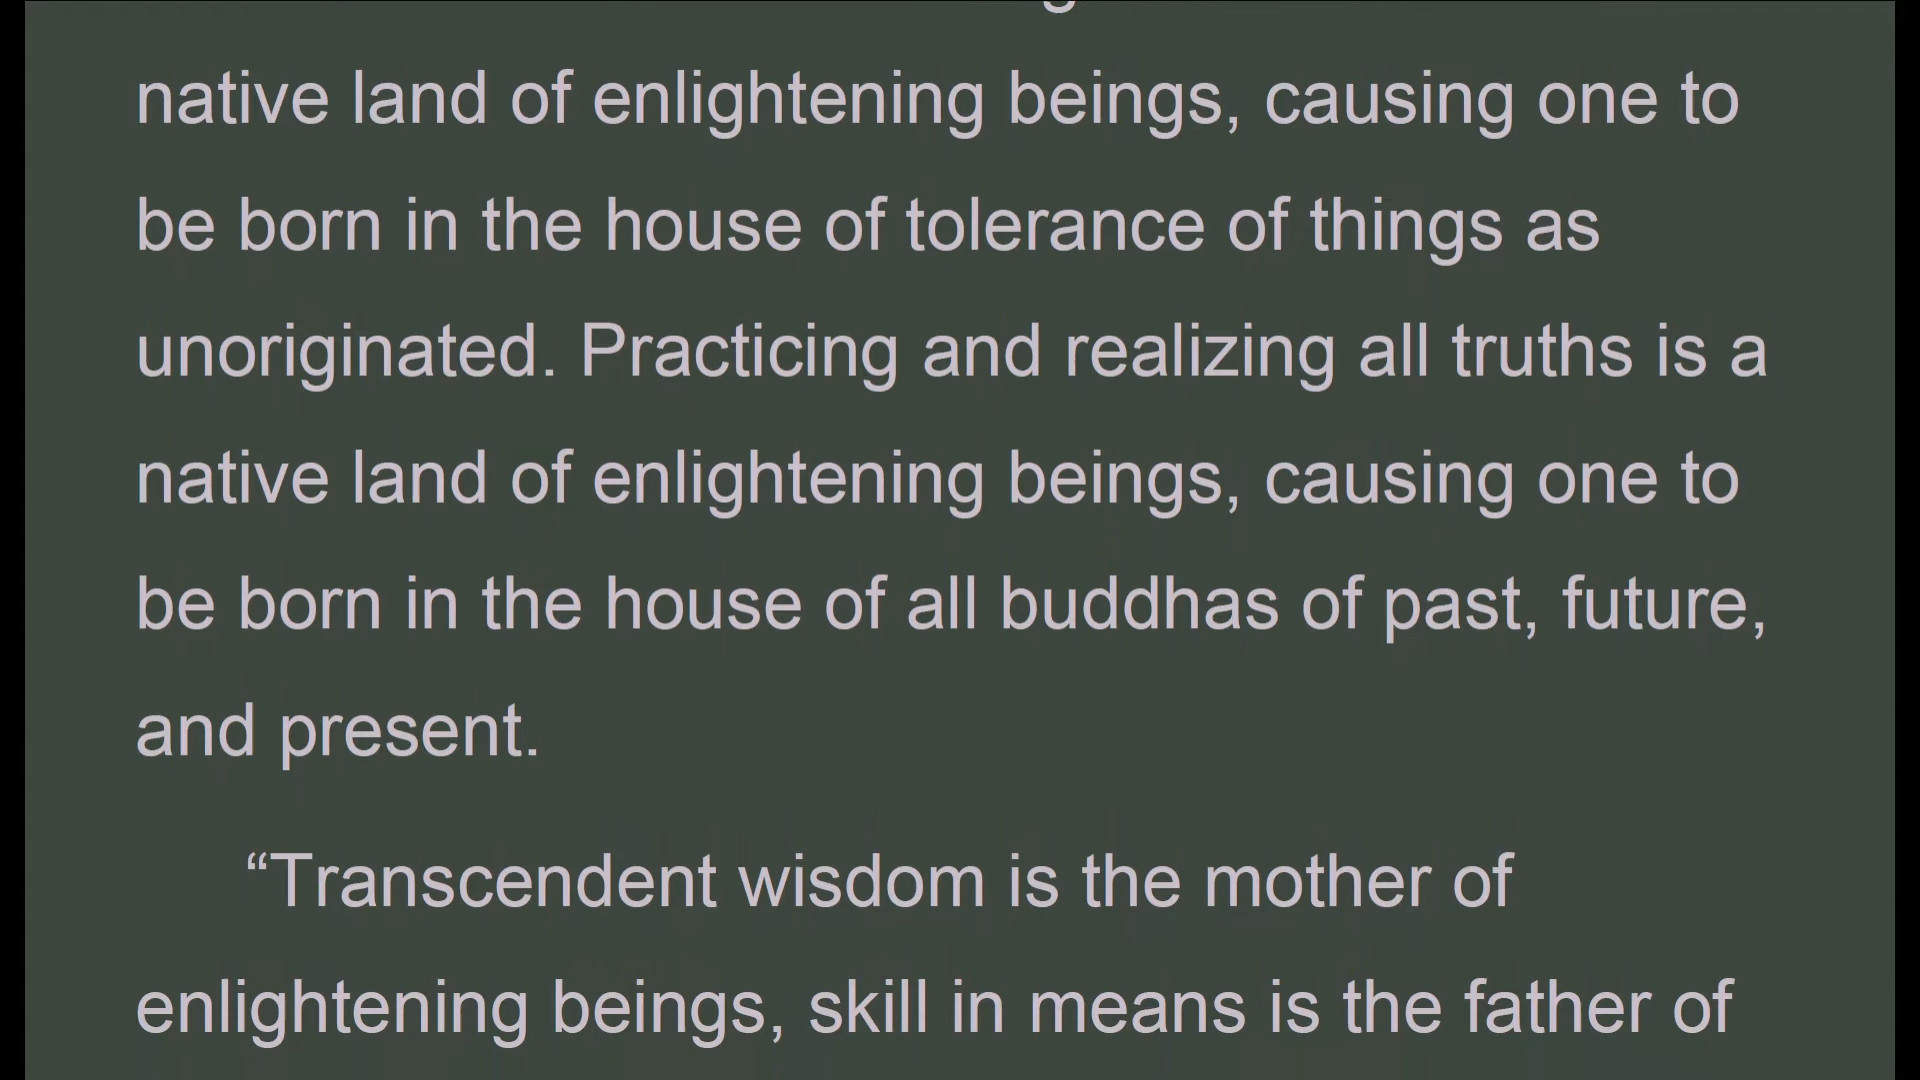 native land of enlightening beings, causing one to
be born in the house of tolerance of things as
unoriginated. Practicing and realizing all truths is a
native land of enlightening beings, causing one to
be born in the house of all buddhas of past, future,
and present.
“Transcendent wisdom is the mother of
enlightening beings, skill in means is the father of